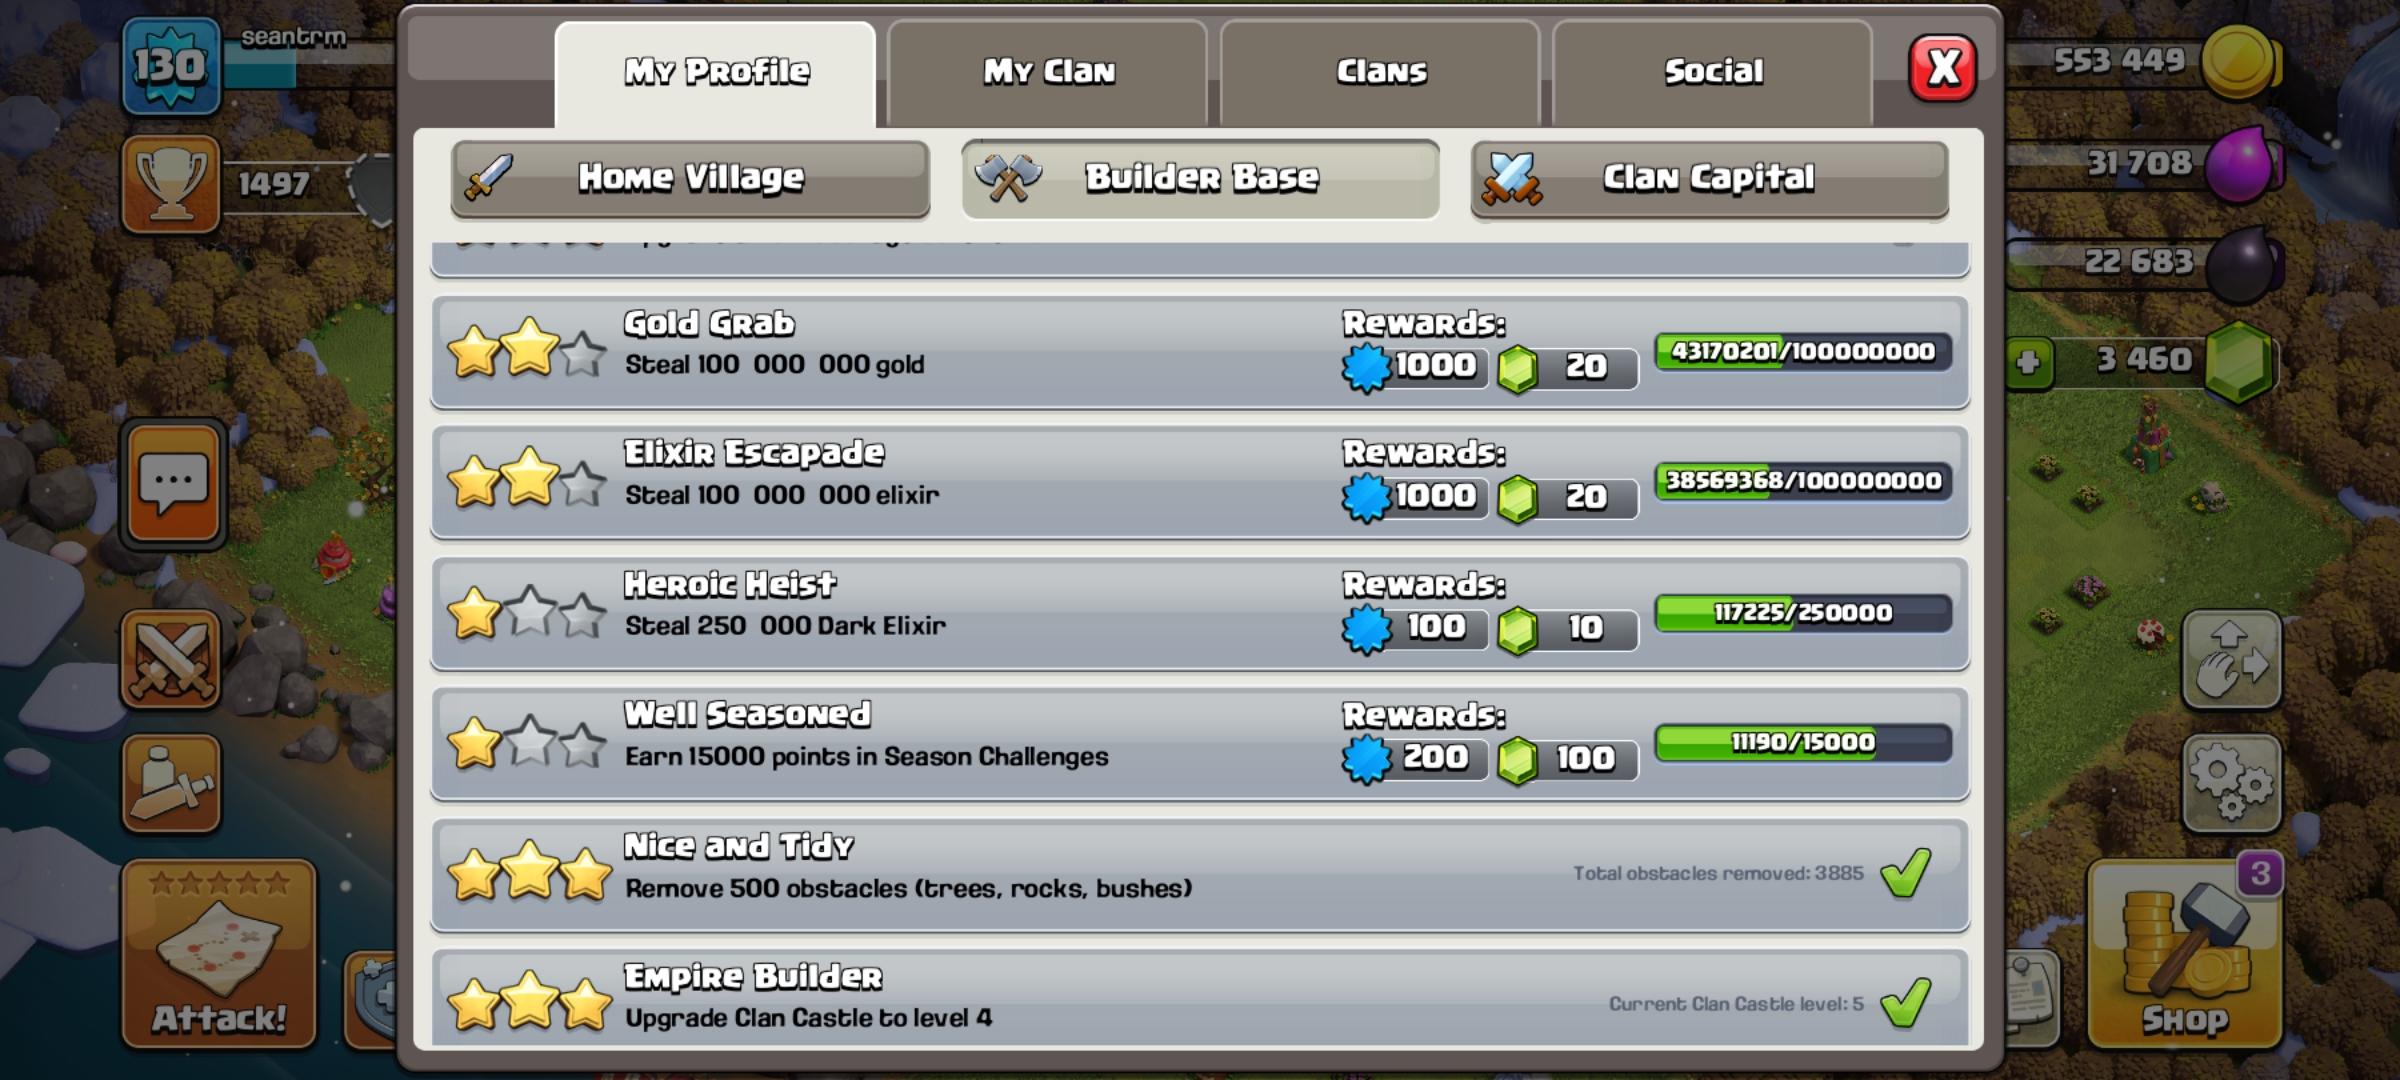 130
seantrm
1497
My Profile
My Clan
Clans
Social
X
553 449
31 708
22 683
3 460
Home Village
Builder Base
Clan Capital
Gold Grab
Steal 100 000 000 gold
Rewards:
1000
20
43170201/100000000
Elixir Escapade
Steal 100 000 000 elixir
Rewards:
1000
20
38569368/100000000
Heroic Heist
Steal 250 000 Dark Elixir
Rewards:
100
10
117225/250000
Well Seasoned
Earn 15000 points in Season Challenges
Rewards:
200
100
11190/15000
Nice and Tidy
Remove 500 obstacles (trees, rocks, bushes)
Total obstacles removed: 3885
Empire Builder
Upgrade Clan Castle to level 4
Current Clan Castle level: 5
Attack!
3
Shop